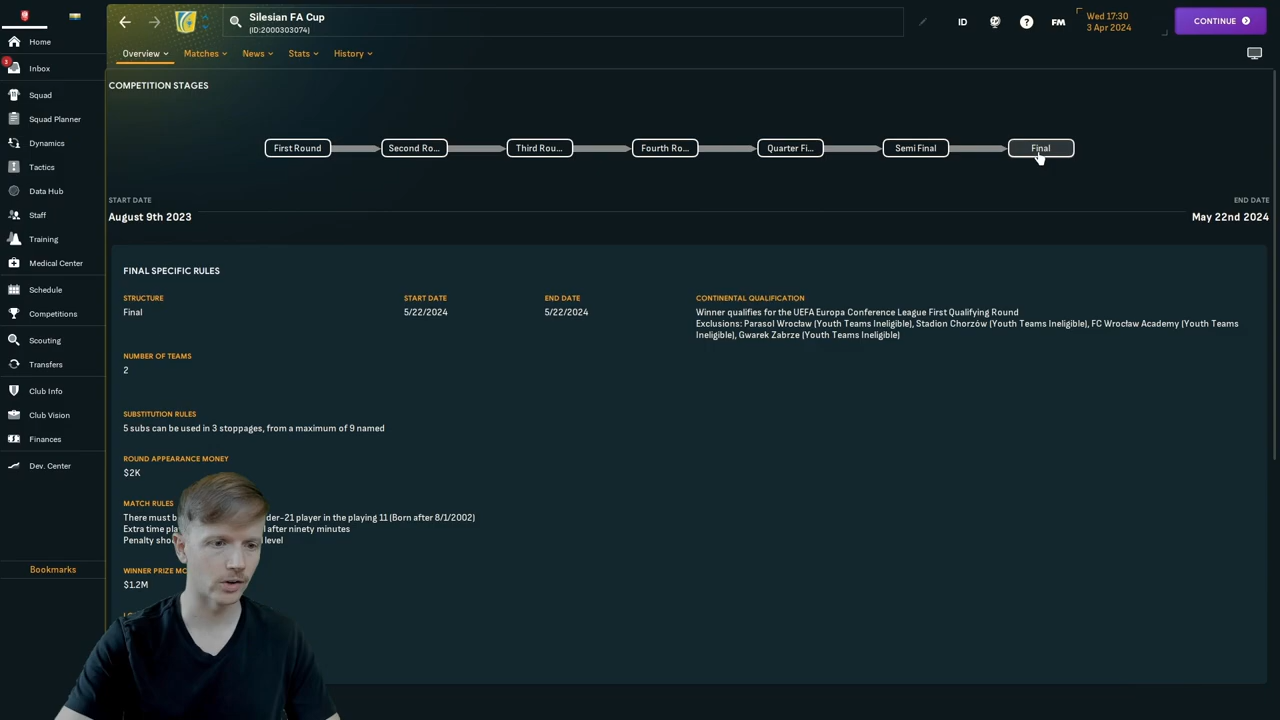 Silesian FA Cup
(ID:2000303074)
ID
FM
Wed 17:30
3 Apr 2024
CONTINUE
Overview
Matches
News
Stats
History
Home
3
Inbox
Squad
Squad Planner
Dynamics
Tactics
Data Hub
Staff
Training
Medical Center
Schedule
Competitions
Scouting
Transfers
Club Info
Club Vision
Finances
Dev. Center
Bookmarks
COMPETITION STAGES
First Round
Second Ro...
Third Rou...
Fourth Ro...
Quarter Fi...
Semi Final
Final
START DATE
END DATE
August 9th 2023
May 22nd 2024
FINAL SPECIFIC RULES
STRUCTURE
START DATE
END DATE
CONTINENTAL QUALIFICATION
Final
5/22/2024
5/22/2024
Winner qualifies for the UEFA Europa Conference League First Qualifying Round
Exclusions: Parasol Wrocław (Youth Teams Ineligible), Stadion Chorzów (Youth Teams Ineligible), FC Wrocław Academy (Youth Teams
Ineligible), Gwarek Zabrze (Youth Teams Ineligible)
NUMBER OF TEAMS
2
SUBSTITUTION RULES
5 subs can be used in 3 stoppages, from a maximum of 9 named
ROUND APPEARANCE MONEY
$2K
MATCH RULES
There must der-21 player in the playing 11 (Born after 8/1/2002)
Extra time after ninety minutes
Penalty level
WINNER PRIZE
$1.2M